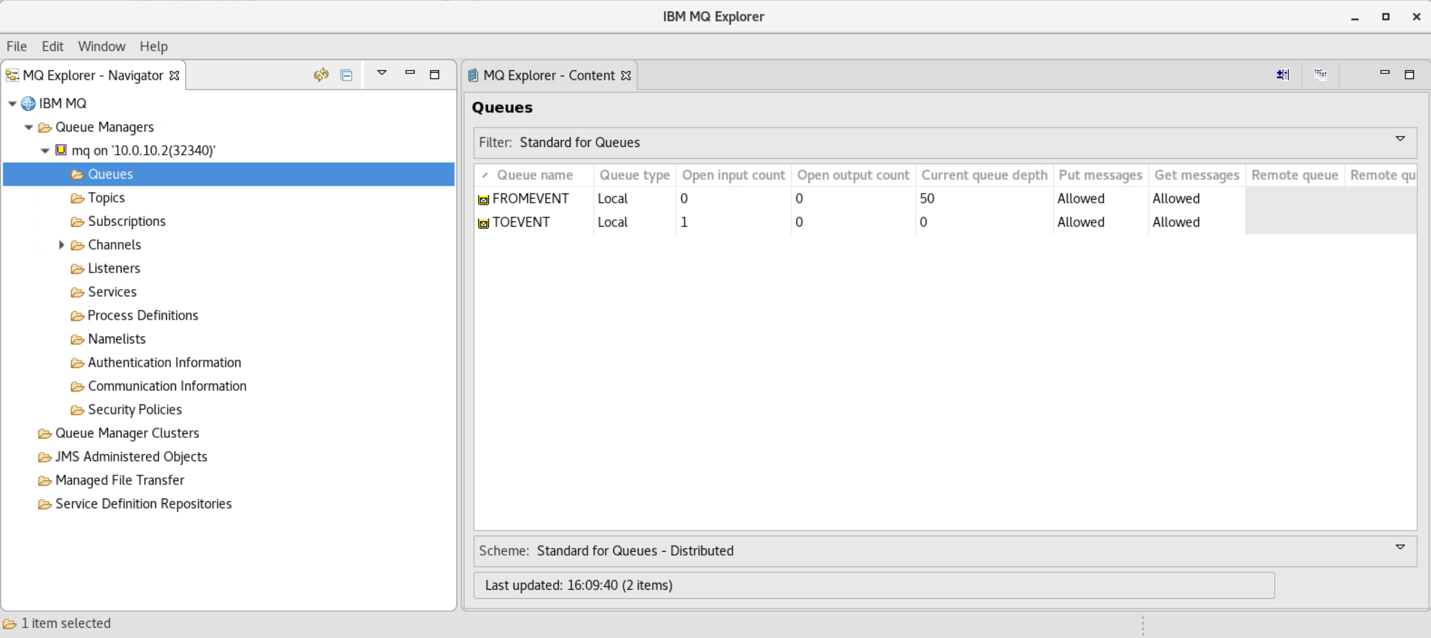 IBM MQ Explorer
File Edit Window Help
MQ Explorer - Navigator
IBM MQ
Queue Managers
mq on '10.0.10.2(32340)'
Queues
Topics
Subscriptions
Channels
Listeners
Services
Process Definitions
Namelists
Authentication Information
Communication Information
Security Policies
Queue Manager Clusters
JMS Administered Objects
Managed File Transfer
Service Definition Repositories
MQ Explorer - Content
Queues
Filter: Standard for Queues
Queue name Queue type Open input count Open output count Current queue depth Put messages Get messages Remote queue Remote qu
FROMEVENT Local 0 0 50 Allowed Allowed
TOEVENT Local 1 0 0 Allowed Allowed
Scheme: Standard for Queues - Distributed
Last updated: 16:09:40 (2 items)
1 item selected